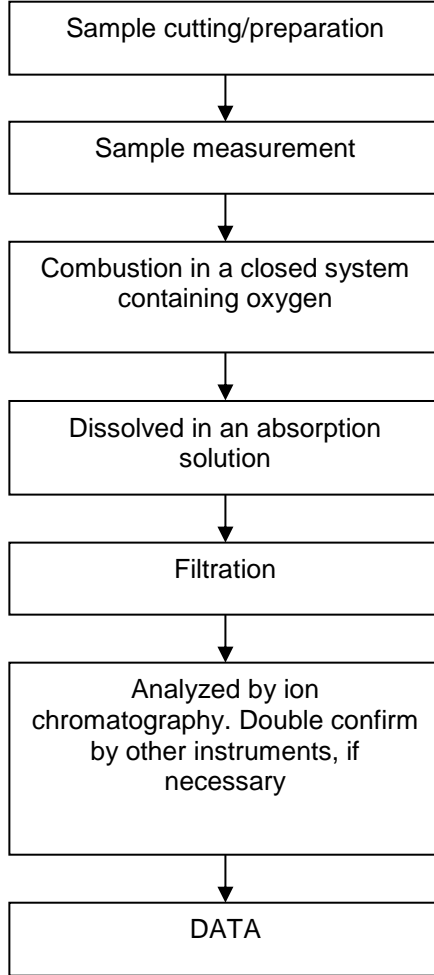 Sample cutting/preparation
Sample measurement
Combustion in a closed system
containing oxygen
Dissolved in an absorption
solution
Filtration
Analyzed by ion
chromatography. Double confirm
by other instruments, if
necessary
DATA